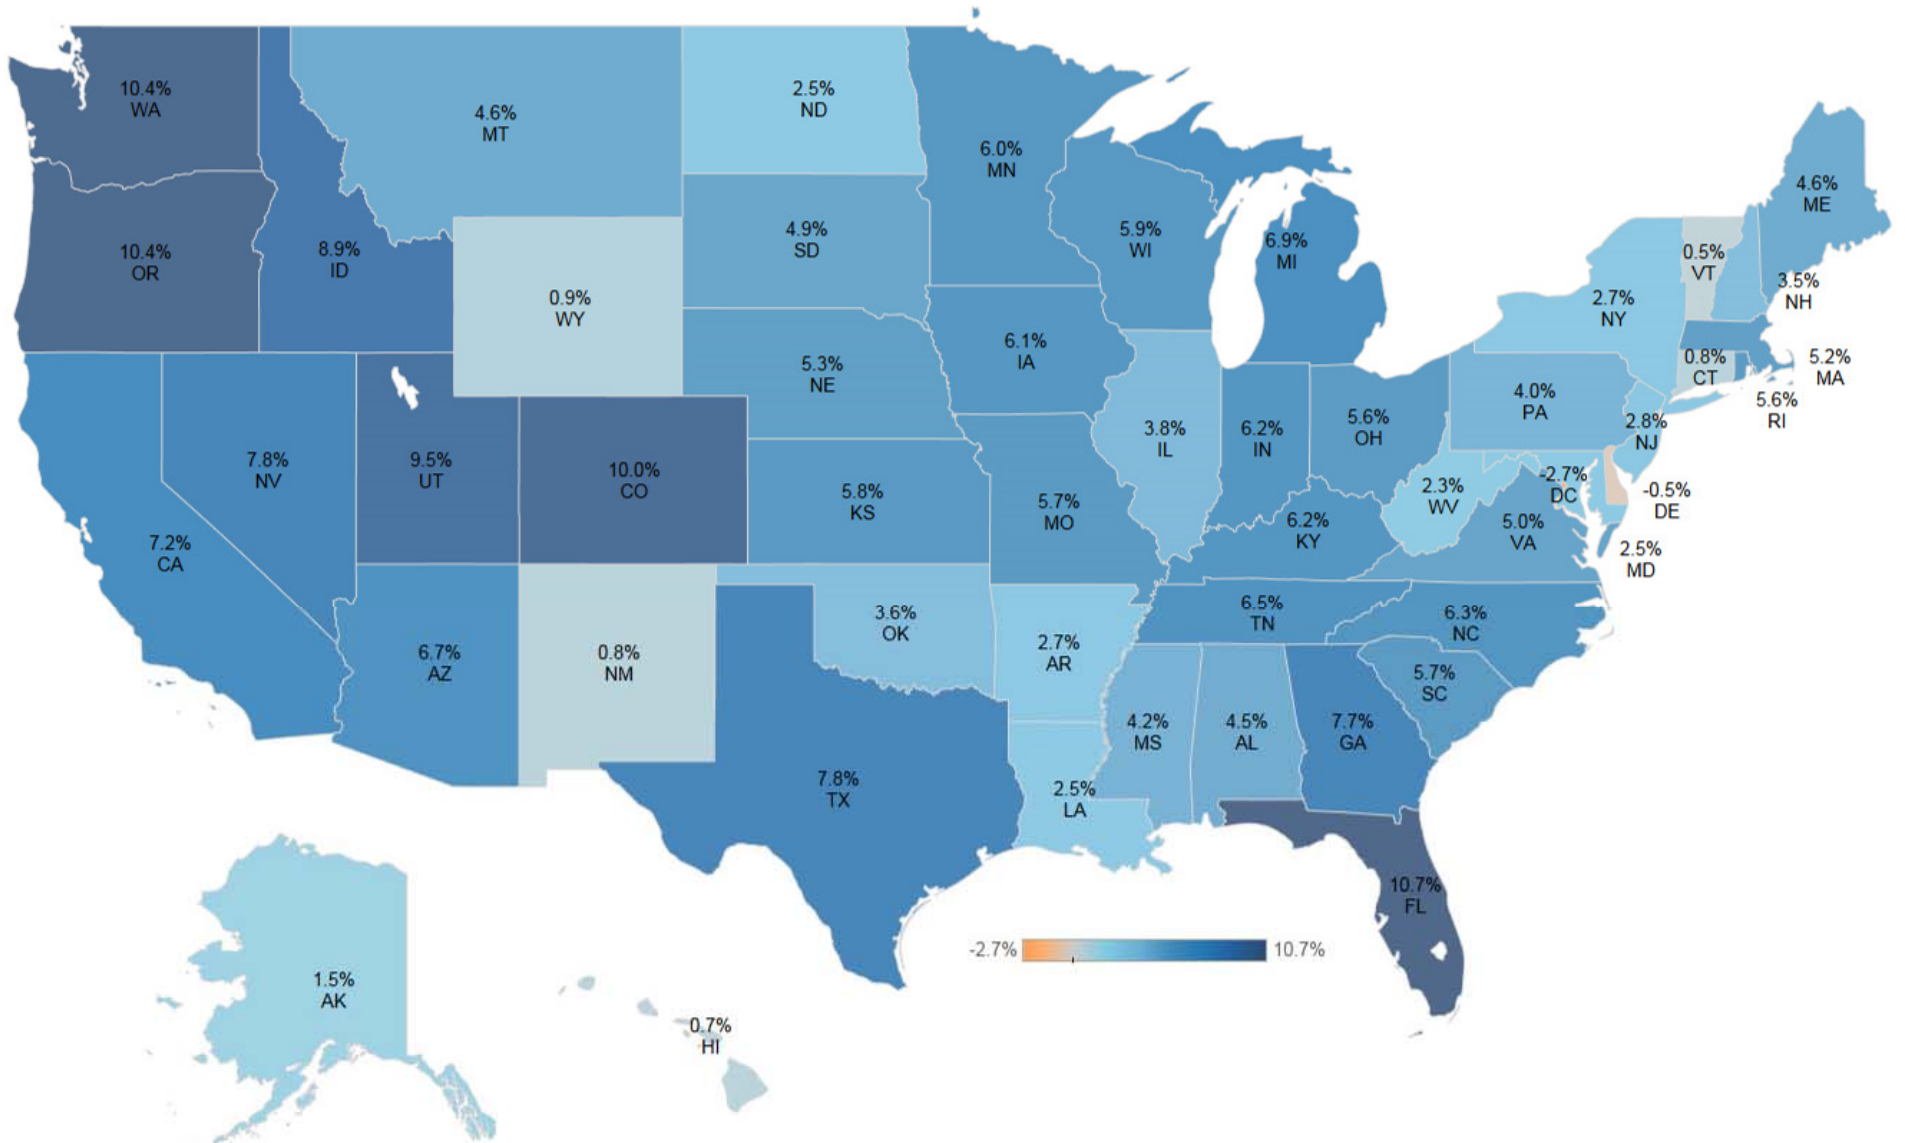 10.4%
WA
4.6%
MT
2.5%
ND
6.0%
MN
10.4%
OR
8.9%
ID
0.9%
WY
4.9%
SD
5.9%
WI
6.9%
MI
4.6%
ME
0.5%
VT
3.5%
NH
2.7%
NY
5.3%
NE
6.1%
IA
0.8%
CT
5.2%
MA
5.6%
RI
7.8%
NV
9.5%
UT
10.0%
CO
5.8%
KS
5.7%
MO
3.8%
IL
6.2%
IN
5.6%
OH
4.0%
PA
2.8%
NJ
2.3%
WV
-2.7%
DC
-0.5%
DE
2.5%
MD
7.2%
CA
6.2%
KY
5.0%
VA
6.7%
AZ
0.8%
NM
3.6%
OK
2.7%
AR
6.5%
TN
6.3%
NC
5.7%
SC
7.8%
TX
2.5%
LA
4.2%
MS
4.5%
AL
7.7%
GA
10.7%
FL
-2.7% 10.7%
1.5%
AK
0.7%
HI